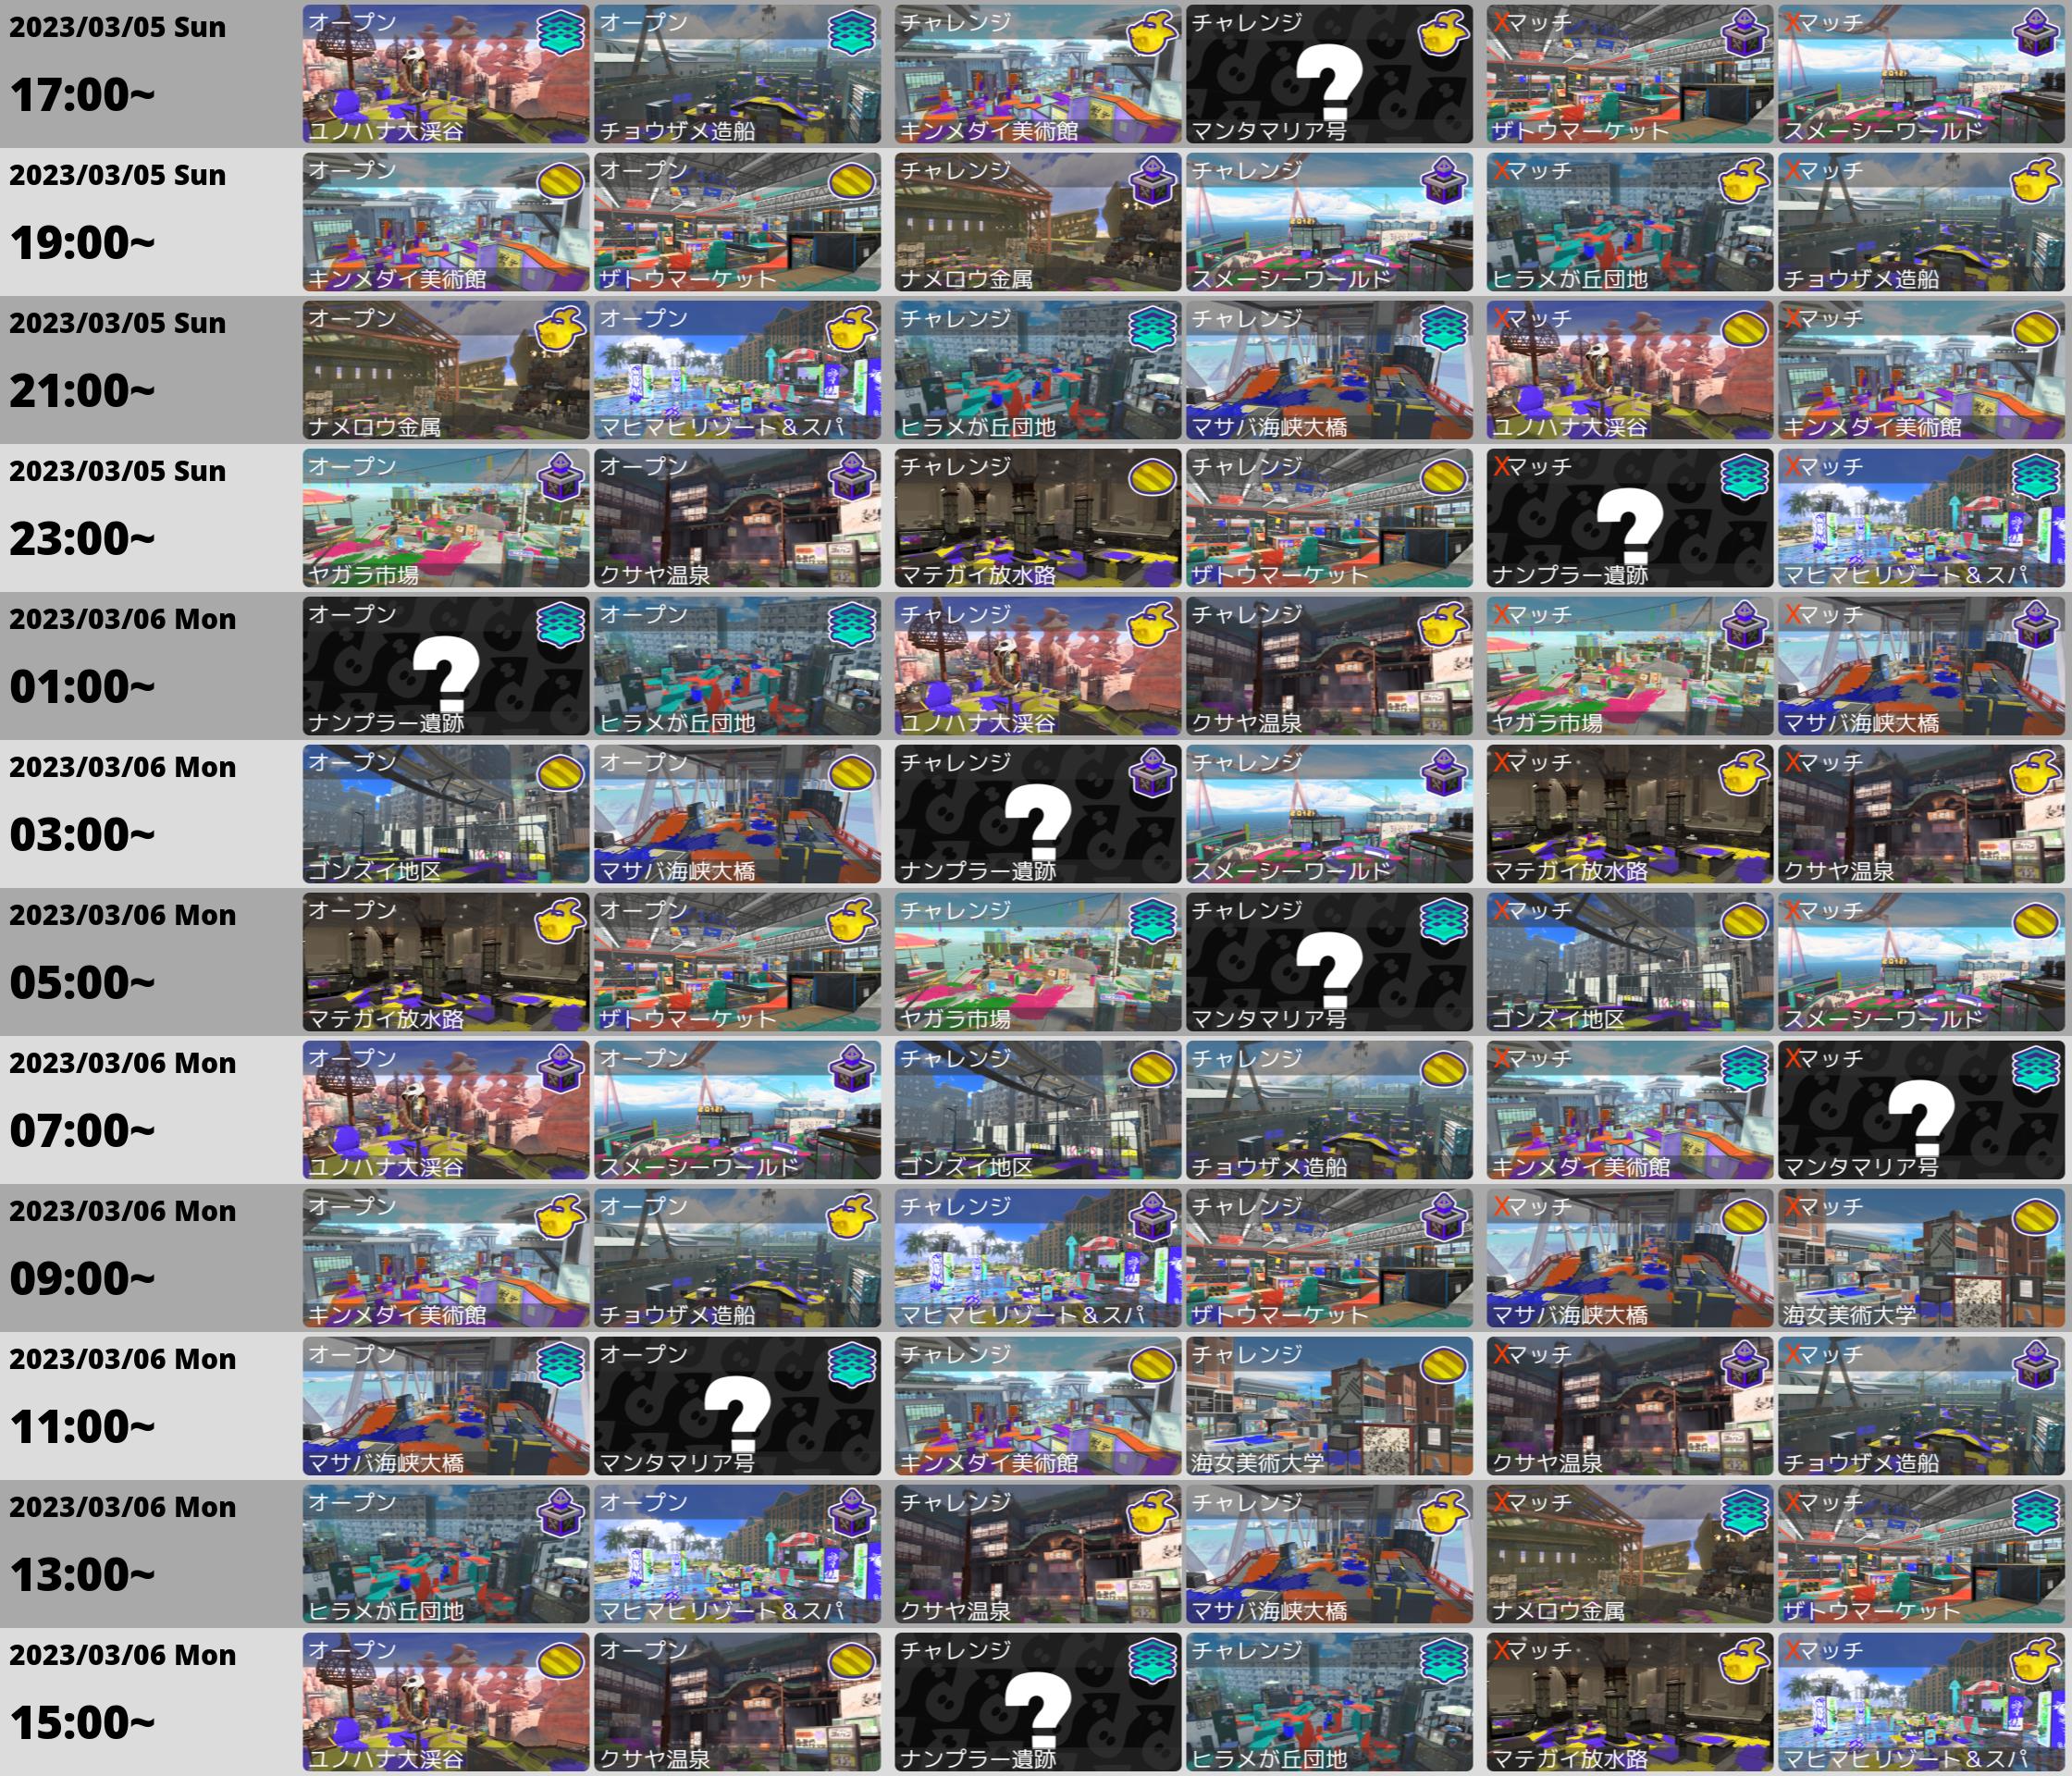 2023/03/05 Sun
17:00~
オープン
ユノハナ大渓谷
オープン
チョウザメ造船
チャレンジ
キンメダイ美術館
チャレンジ
?
マンタマリア号
Xマッチ
ザトウマーケット
Xマッチ
スメーシーワールド
2023/03/05 Sun
19:00~
オープン
キンメダイ美術館
オープン
ザトウマーケット
チャレンジ
ナメロウ金属
チャレンジ
スメーシーワールド
Xマッチ
ヒラメが丘団地
Xマッチ
チョウザメ造船
2023/03/05 Sun
21:00~
オープン
ナメロウ金属
オープン
マヒマヒリゾート＆スパ
チャレンジ
ヒラメが丘団地
チャレンジ
マサバ海峡大橋
Xマッチ
ユノハナ大渓谷
Xマッチ
キンメダイ美術館
2023/03/05 Sun
23:00~
オープン
ヤガラ市場
オープン
クサヤ温泉
チャレンジ
マテガイ放水路
チャレンジ
ザトウマーケット
Xマッチ
?
ナンプラー遺跡
Xマッチ
マヒマヒリゾート＆スパ
2023/03/06 Mon
01:00~
オープン
?
ナンプラー遺跡
オープン
ヒラメが丘団地
チャレンジ
ユノハナ大渓谷
チャレンジ
クサヤ温泉
Xマッチ
ヤガラ市場
Xマッチ
マサバ海峡大橋
2023/03/06 Mon
03:00~
オープン
ゴンズイ地区
オープン
マサバ海峡大橋
チャレンジ
?
ナンプラー遺跡
チャレンジ
スメーシーワールド
Xマッチ
マテガイ放水路
Xマッチ
クサヤ温泉
2023/03/06 Mon
05:00~
オープン
マテガイ放水路
オープン
ザトウマーケット
チャレンジ
ヤガラ市場
チャレンジ
?
マンタマリア号
Xマッチ
ゴンズイ地区
Xマッチ
スメーシーワールド
2023/03/06 Mon
07:00~
オープン
ユノハナ大渓谷
オープン
スメーシーワールド
チャレンジ
ゴンズイ地区
チャレンジ
チョウザメ造船
Xマッチ
キンメダイ美術館
Xマッチ
?
マンタマリア号
2023/03/06 Mon
09:00~
オープン
キンメダイ美術館
オープン
チョウザメ造船
チャレンジ
マヒマヒリゾート＆スパ
チャレンジ
ザトウマーケット
Xマッチ
マサバ海峡大橋
Xマッチ
海女美術大学
2023/03/06 Mon
11:00~
オープン
マサバ海峡大橋
オープン
?
マンタマリア号
チャレンジ
キンメダイ美術館
チャレンジ
海女美術大学
Xマッチ
クサヤ温泉
Xマッチ
チョウザメ造船
2023/03/06 Mon
13:00~
オープン
ヒラメが丘団地
オープン
マヒマヒリゾート＆スパ
チャレンジ
クサヤ温泉
チャレンジ
マサバ海峡大橋
Xマッチ
ナメロウ金属
Xマッチ
ザトウマーケット
2023/03/06 Mon
15:00~
オープン
ユノハナ大渓谷
オープン
クサヤ温泉
チャレンジ
?
ナンプラー遺跡
チャレンジ
ヒラメが丘団地
Xマッチ
マテガイ放水路
Xマッチ
マヒマヒリゾート＆スパ